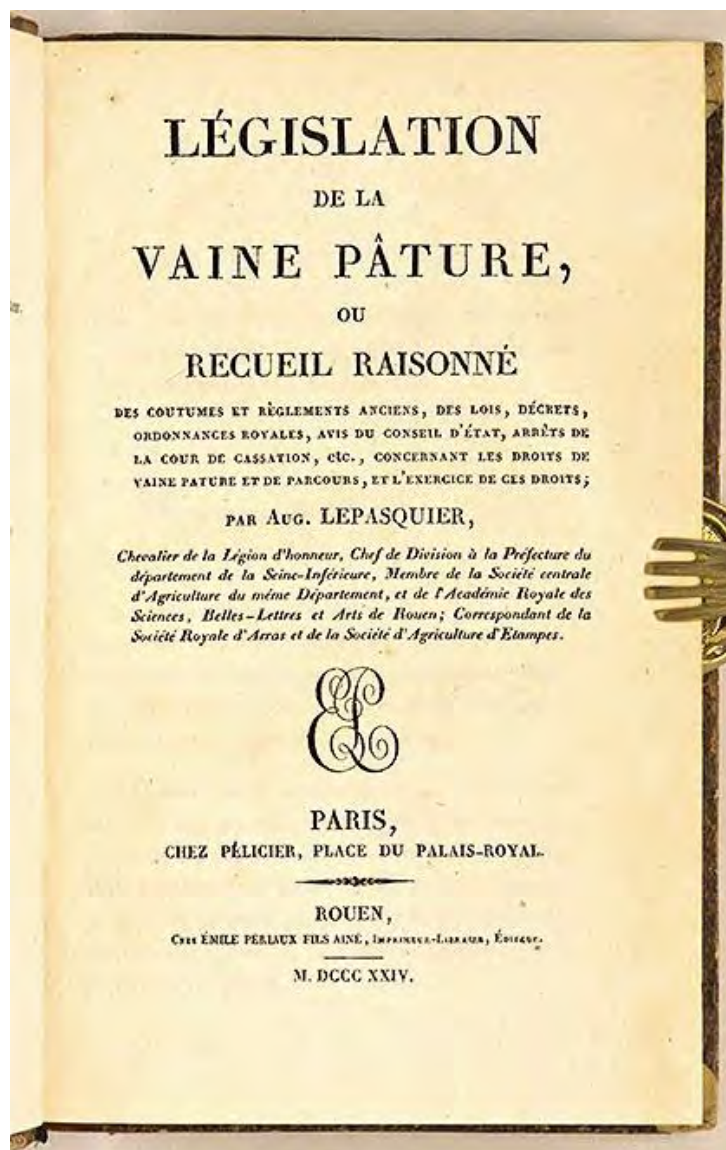 LÉGISLATION
DE LA
VAINE PÂTURE,
OU
RECUEIL RAISONNÉ
DES COUTUMES ET RÈGLEMENTS ANCIENS, DES LOIS, DÉCRETS,
ORDONNANCES ROYALES, AVIS DU CONSEIL D'ÉTAT, ARRÊTS DE
LA COUR DE CASSATION, etc., CONCERNANT LES DROITS DE
VAINE PATURE ET DE PARCOURS, ET L'EXERCICE DE CES DROITS;
PAR AUG. LEPASQUIER,
Chevalier de la Légion d'honneur, Chef de Division à la Préfecture du
département de la Seine-Inférieure, Membre de la Société centrale
d'Agriculture du même Département, et de l'Académie Royale des
Sciences, Belles-Lettres et Arts de Rouen; Correspondant de la
Société Royale d'Arras et de la Société d'Agriculture d'Etampes.
PARIS,
CHEZ PÉLICIER, PLACE DU PALAIS-ROYAL.
ROUEN,
CHEZ ÉMILE PÉRIAUX FILS AINÉ, IMPRIMEUR-LIBRAIRE, ÉDITEUR.
M. DCCC XXIV.